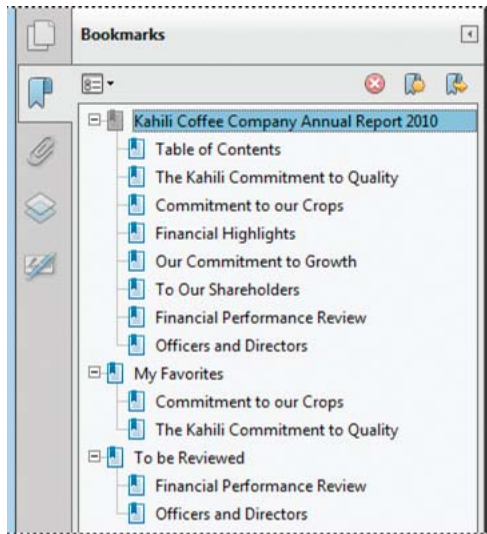 Bookmarks
Kahili Coffee Company Annual Report 2010
Table of Contents
The Kahili Commitment to Quality
Commitment to our Crops
Financial Highlights
Our Commitment to Growth
To Our Shareholders
Financial Performance Review
Officers and Directors
My Favorites
Commitment to our Crops
The Kahili Commitment to Quality
To be Reviewed
Financial Performance Review
Officers and Directors